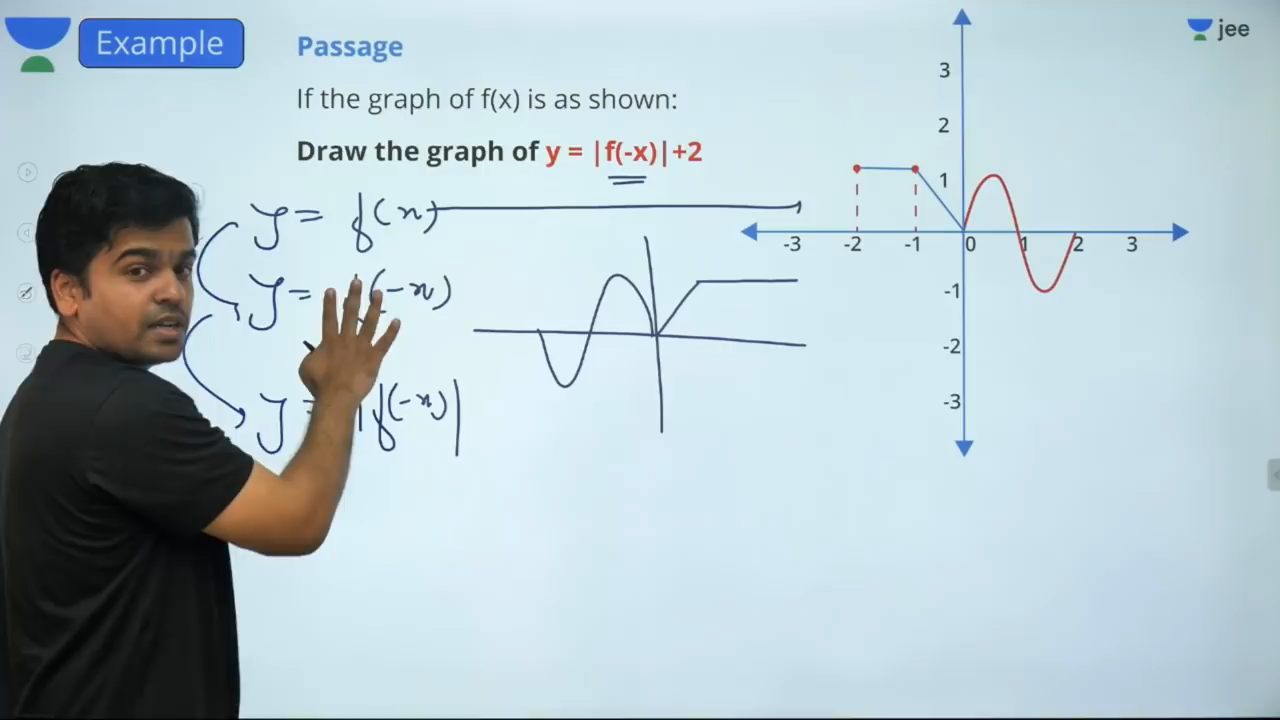 Example
Passage
jee
If the graph of f(x) is as shown:
Draw the graph of y = |f(-x)|+2
y = f(x)
y = f(-x)
y = |f(-x)|
3
2
1
-3 -2 -1 0 1 2 3
-1
-2
-3